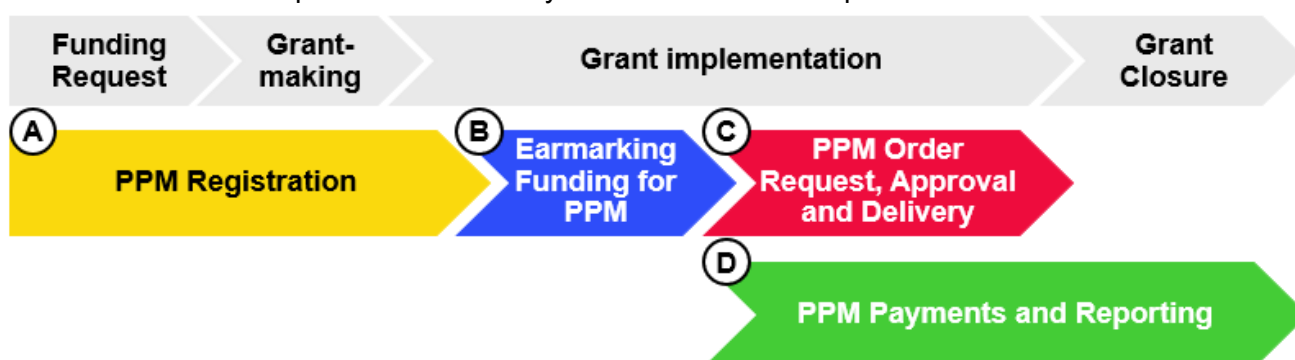 Funding
Request
Grant-
making
Grant implementation
Grant
Closure
A
PPM Registration
B
Earmarking
Funding for
PPM
C
PPM Order
Request, Approval
and Delivery
D
PPM Payments and Reporting